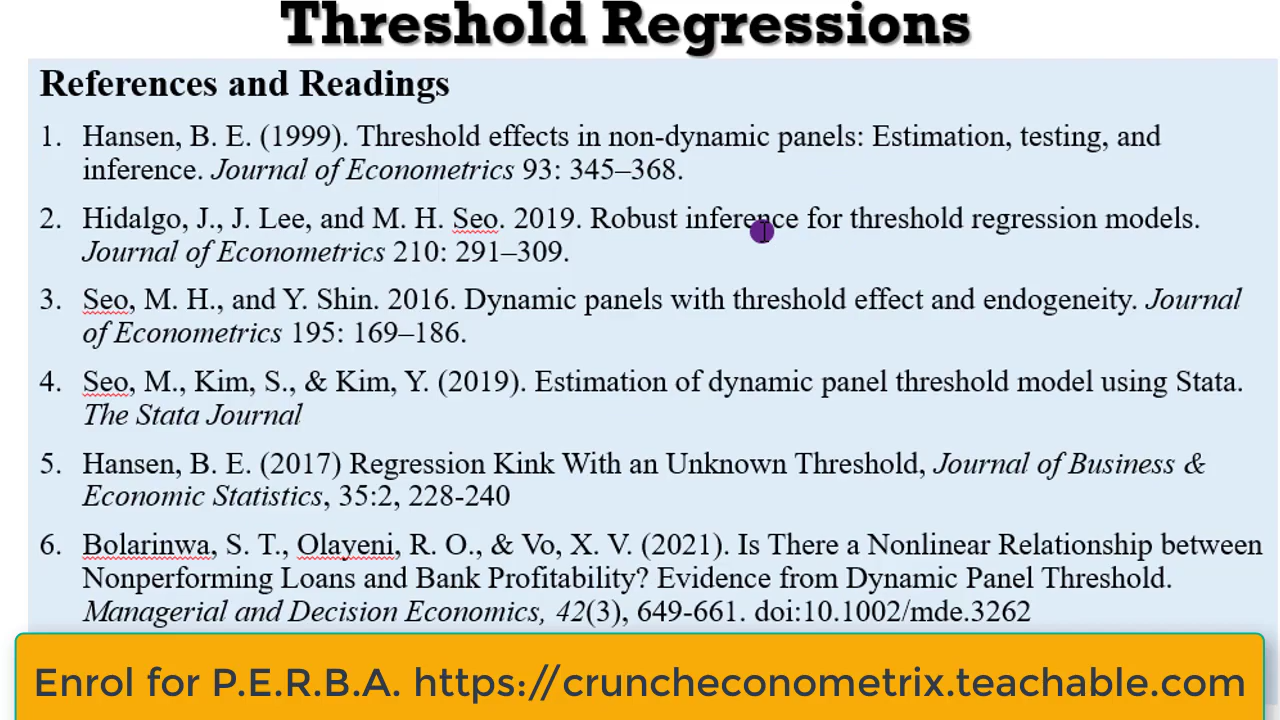 Threshold Regressions
References and Readings
1. Hansen, B. E. (1999). Threshold effects in non-dynamic panels: Estimation, testing, and
inference. Journal of Econometrics 93: 345–368.
2. Hidalgo, J., J. Lee, and M. H. Seo. 2019. Robust inference for threshold regression models.
Journal of Econometrics 210: 291–309.
3. Seo, M. H., and Y. Shin. 2016. Dynamic panels with threshold effect and endogeneity. Journal
of Econometrics 195: 169–186.
4. Seo, M., Kim, S., & Kim, Y. (2019). Estimation of dynamic panel threshold model using Stata.
The Stata Journal
5. Hansen, B. E. (2017) Regression Kink With an Unknown Threshold, Journal of Business &
Economic Statistics, 35:2, 228-240
6. Bolarinwa, S. T., Olayeni, R. O., & Vo, X. V. (2021). Is There a Nonlinear Relationship between
Nonperforming Loans and Bank Profitability? Evidence from Dynamic Panel Threshold.
Managerial and Decision Economics, 42(3), 649-661. doi:10.1002/mde.3262
Enrol for P.E.R.B.A. https://cruncheconometrix.teachable.com